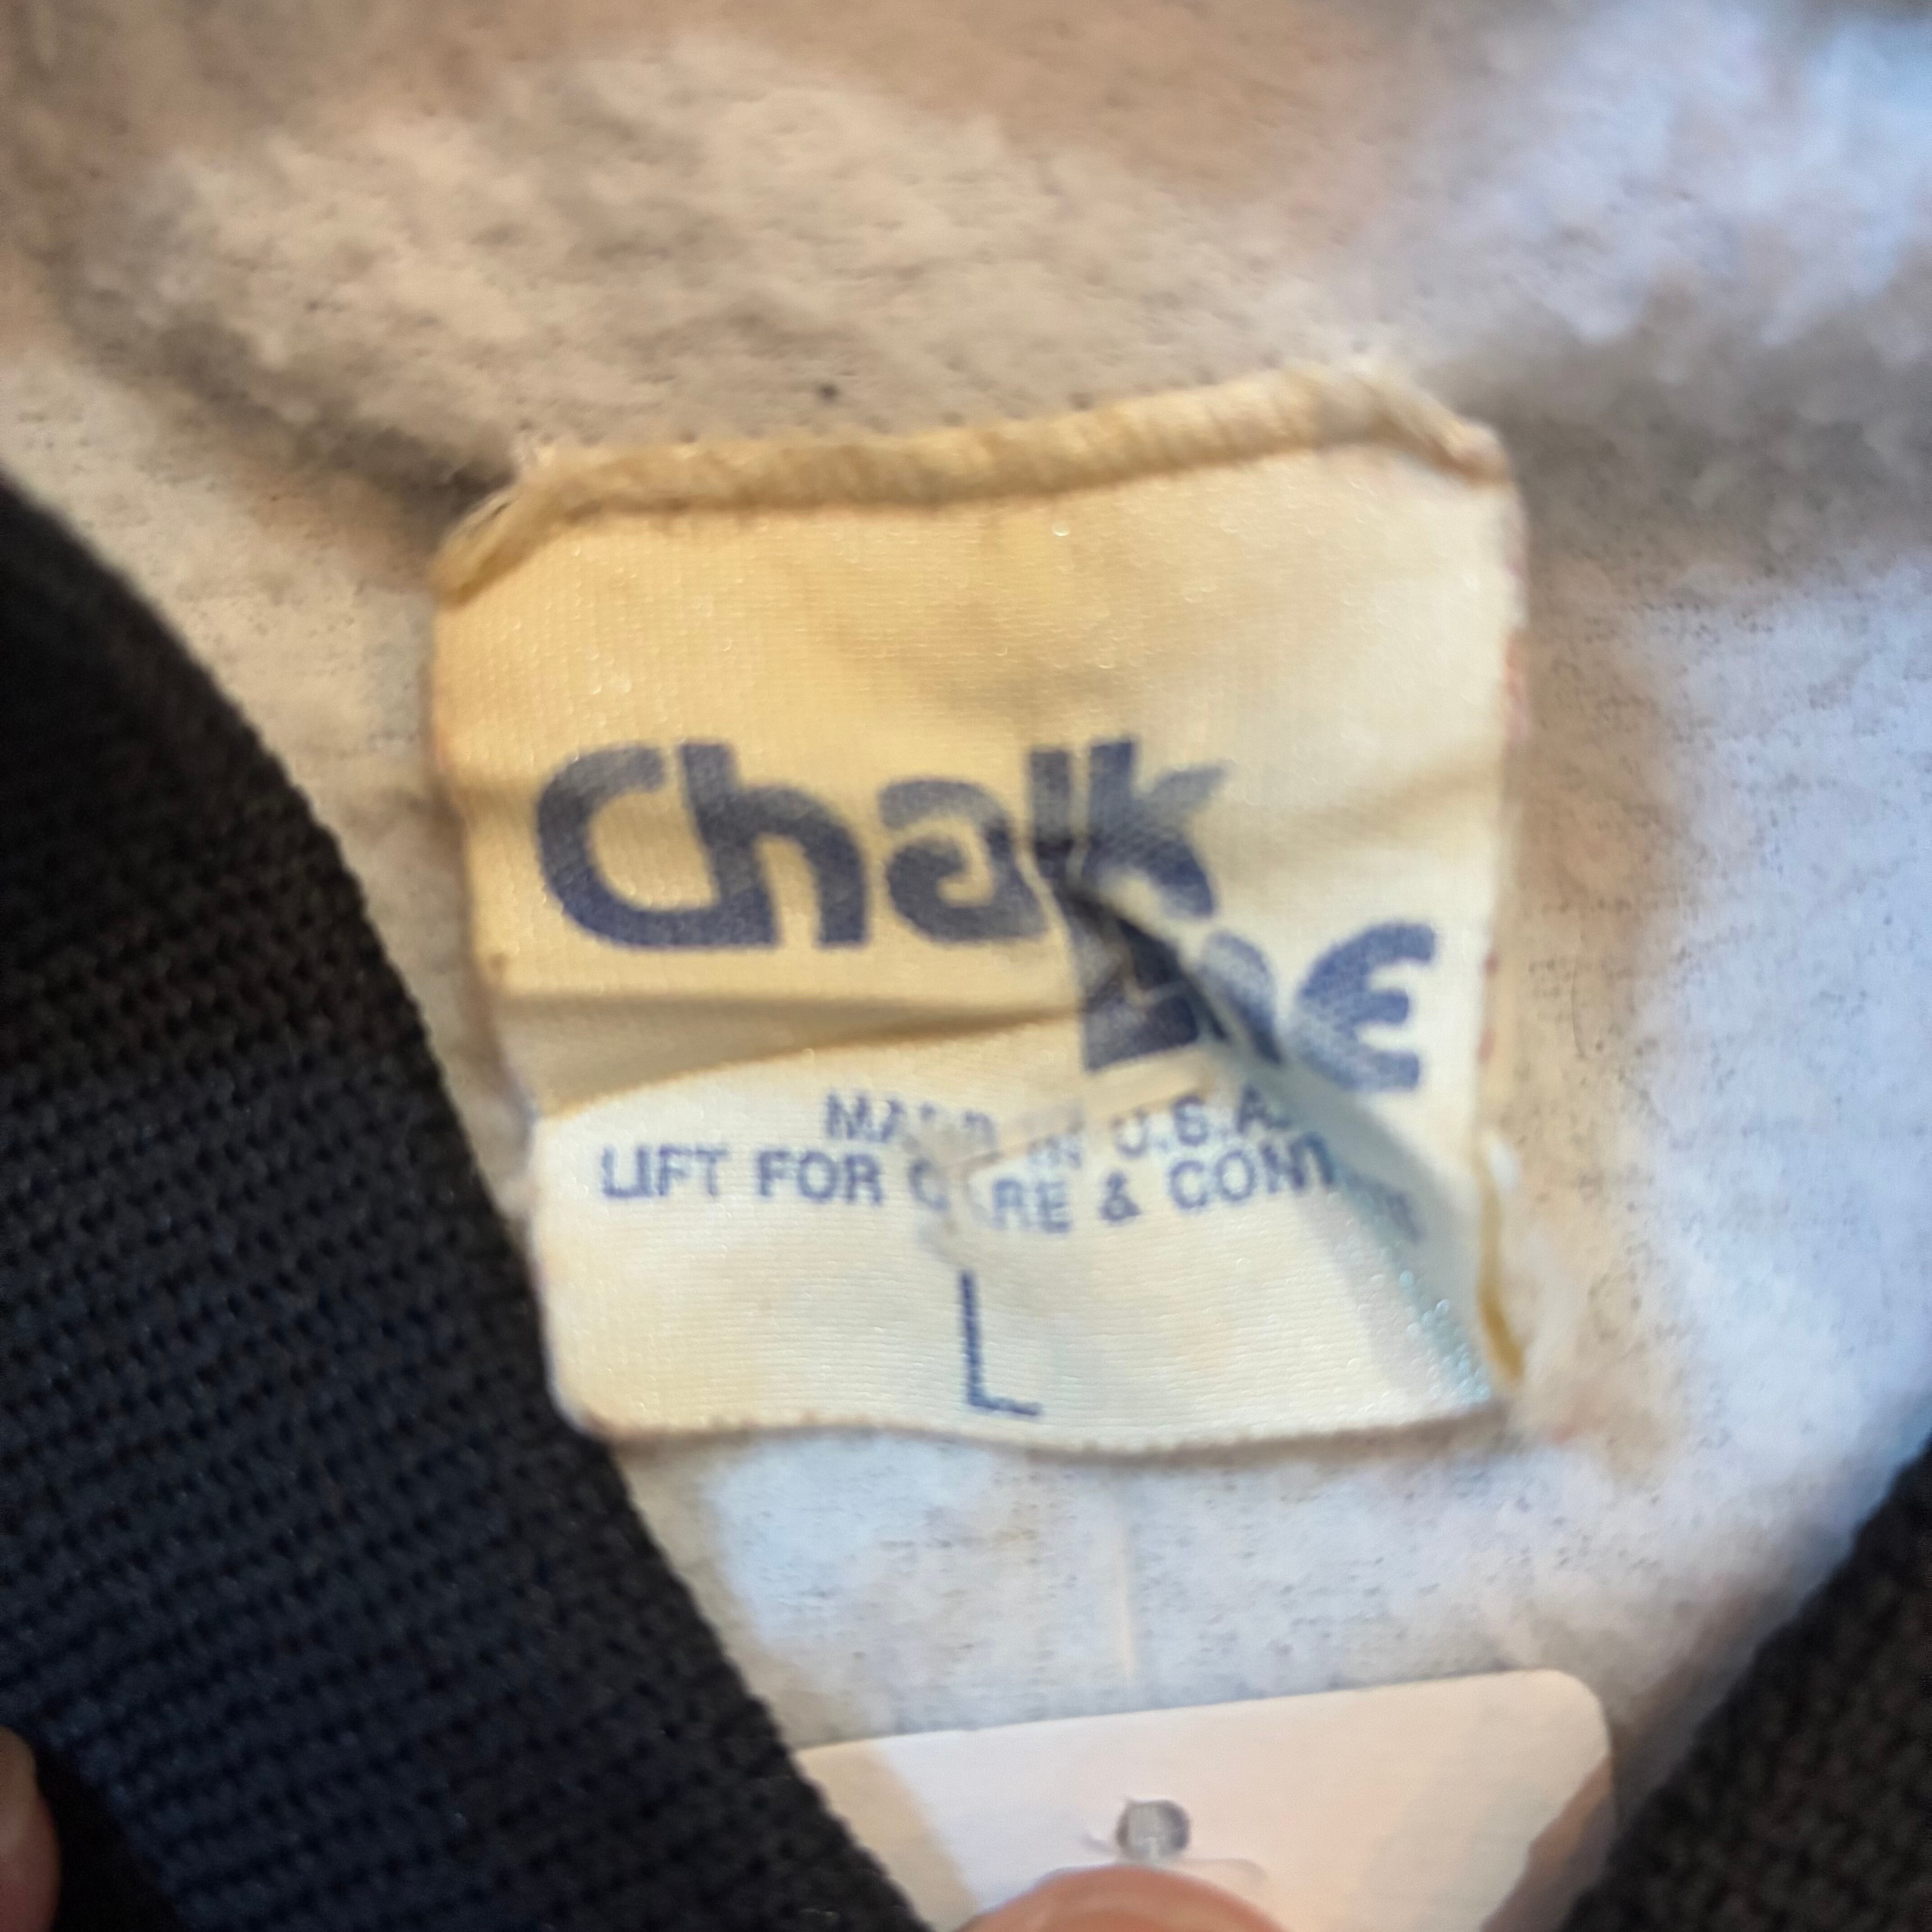 Chalk
Line
MADE IN U.S.A.
LIFT FOR CARE & CONTENT
L